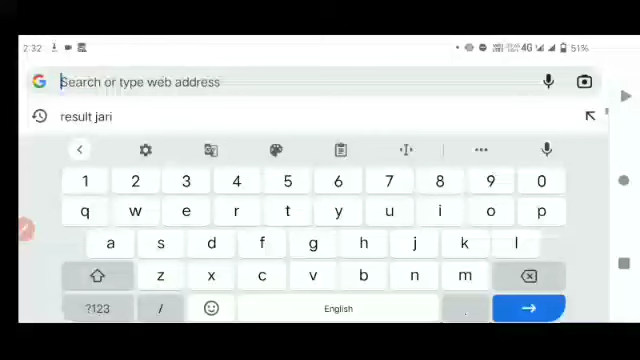 2:32 4G 51%
Search or type web address
result jari
1 2 3 4 5 6 7 8 9 0
q w e r t y u i o p
a s d f g h j k l
z x c v b n m
?123 / English .